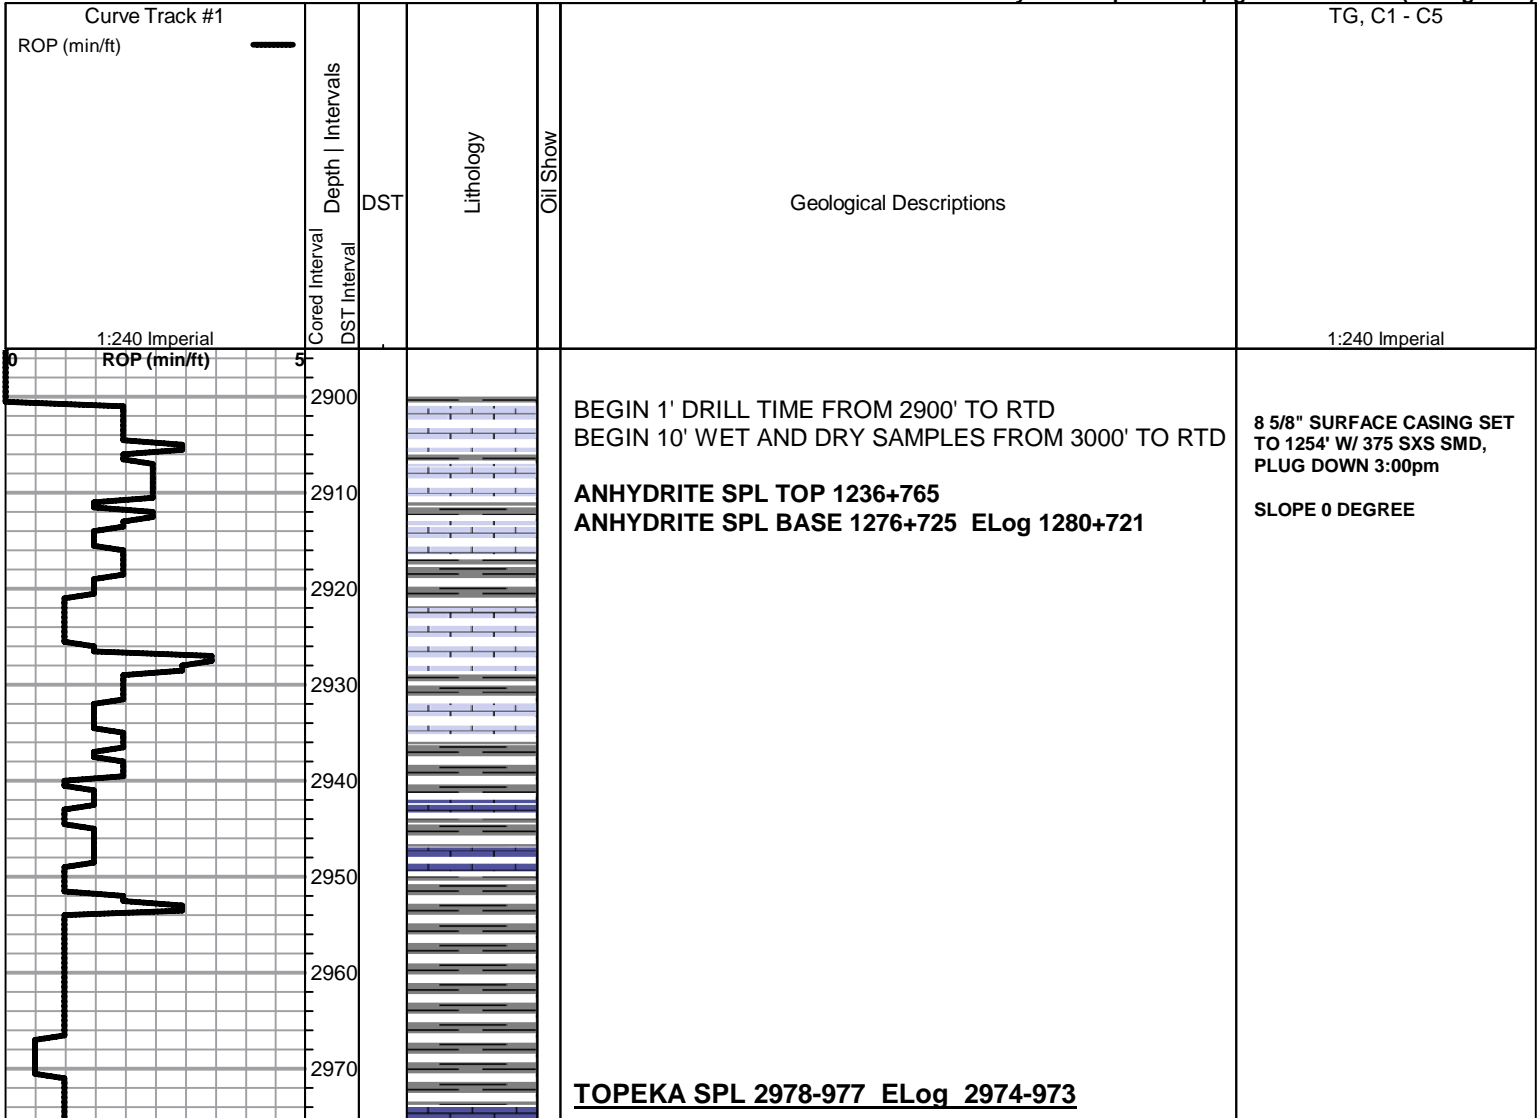 Curve Track #1
ROP (min/ft)
1:240 Imperial
Depth | Intervals
Cored Interval
DST Interval
DST
Lithology
Oil Show
Geological Descriptions
TG, C1 - C5
1:240 Imperial
0 ROP (min/ft) 5
2900
2910
2920
2930
2940
2950
2960
2970
BEGIN 1' DRILL TIME FROM 2900' TO RTD
BEGIN 10' WET AND DRY SAMPLES FROM 3000' TO RTD
ANHYDRITE SPL TOP 1236+765
ANHYDRITE SPL BASE 1276+725 ELog 1280+721
TOPEKA SPL 2978-977 ELog 2974-973
8 5/8" SURFACE CASING SET
TO 1254' W/ 375 SXS SMD,
PLUG DOWN 3:00pm
SLOPE 0 DEGREE